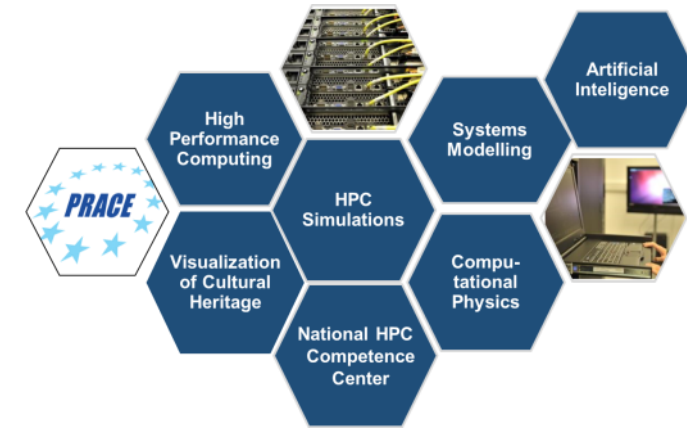 High
Performance
Computing
Systems
Modelling
Artificial
Inteligence
PRACE
HPC
Simulations
Visualization
of Cultural
Heritage
Compu-
tational
Physics
National HPC
Competence
Center